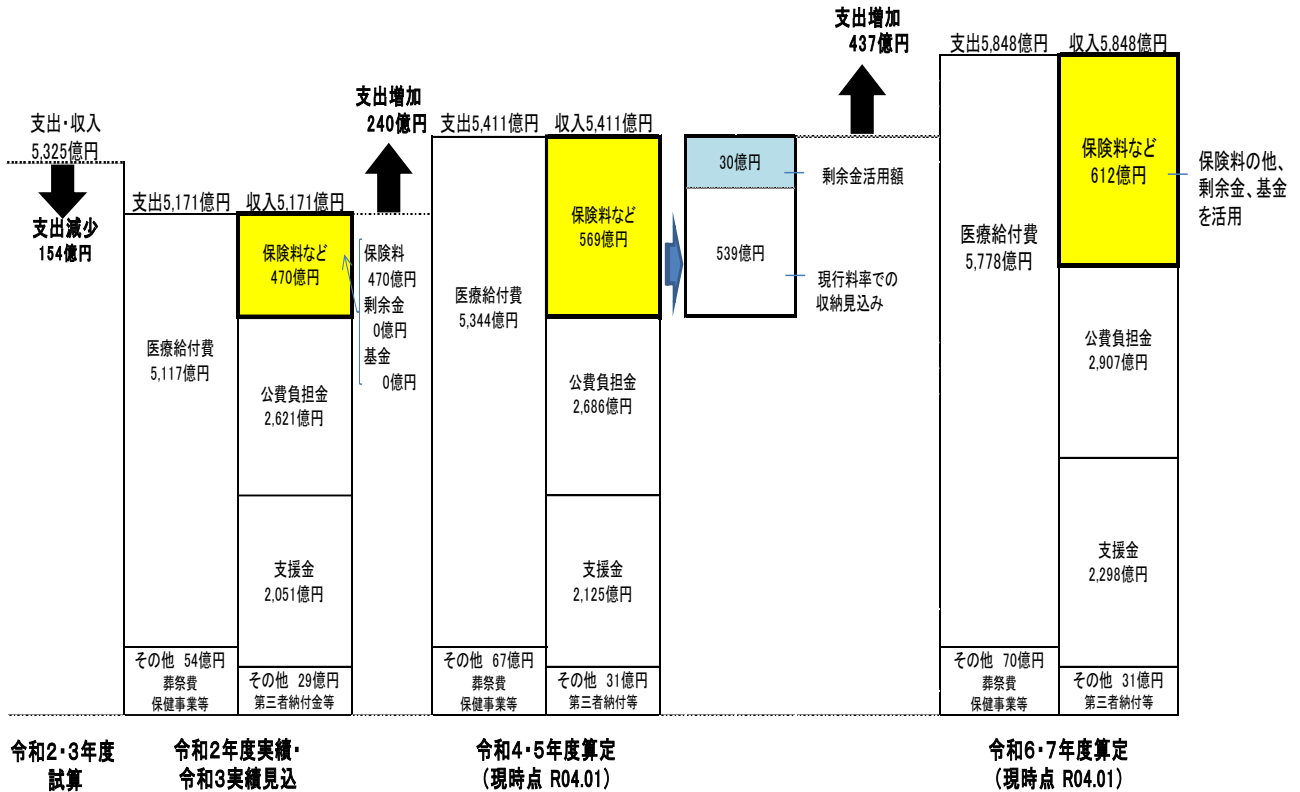 支出・収入
5,325億円
支出減少
154億円
支出5,171億円 収入5,171億円
医療給付費
5,117億円
その他 54億円
葬祭費
保健事業等
保険料など
470億円
公費負担金
2,621億円
支援金
2,051億円
その他 29億円
第三者納付金等
保険料
470億円
剰余金
0億円
基金
0億円
支出増加
240億円
支出5,411億円 収入5,411億円
医療給付費
5,344億円
その他 67億円
葬祭費
保健事業等
保険料など
569億円
公費負担金
2,686億円
支援金
2,125億円
その他 31億円
第三者納付等
30億円
剰余金活用額
539億円
現行料率での
収納見込み
支出増加
437億円
支出5,848億円 収入5,848億円
医療給付費
5,778億円
その他 70億円
葬祭費
保健事業等
保険料など
612億円
公費負担金
2,907億円
支援金
2,298億円
その他 31億円
第三者納付等
保険料の他、
剰余金、基金
を活用
令和2・3年度
試算
令和2年度実績・
令和3実績見込
令和4・5年度算定
(現時点 R04.01)
令和6・7年度算定
(現時点 R04.01)